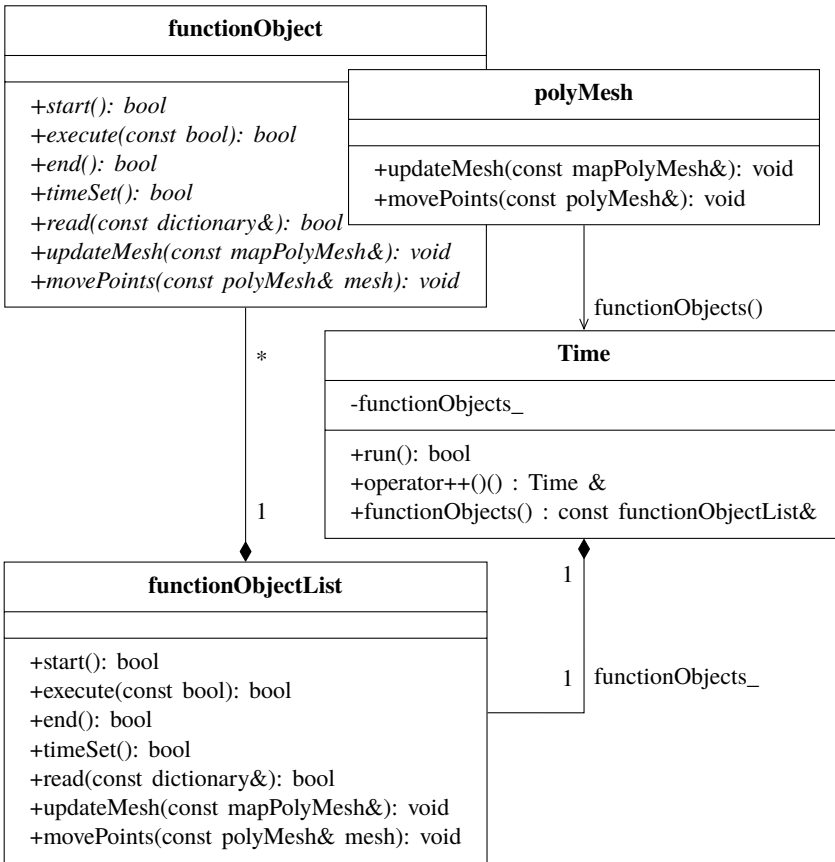 functionObject
+start(): bool
+execute(const bool): bool
+end(): bool
+timeSet(): bool
+read(const dictionary&): bool
+updateMesh(const mapPolyMesh&): void
+movePoints(const polyMesh& mesh): void
polyMesh
+updateMesh(const mapPolyMesh&): void
+movePoints(const polyMesh&): void
functionObjects()
Time
-functionObjects_
+run(): bool
+operator++()() : Time &
+functionObjects() : const functionObjectList&
*
1
1
1 functionObjects_
functionObjectList
+start(): bool
+execute(const bool): bool
+end(): bool
+timeSet(): bool
+read(const dictionary&): bool
+updateMesh(const mapPolyMesh&): void
+movePoints(const polyMesh& mesh): void